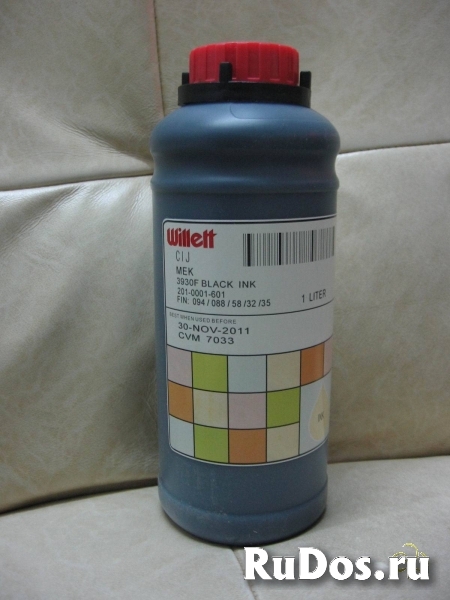 Willett
CIJ
MEK
3930F BLACK INK
201-0001-601
FIN: 094 / 088 / 58 / 32 / 35
1 LITER
BEST WHEN USED BEFORE
30-NOV-2011
CVM 7033
RuDos.ru